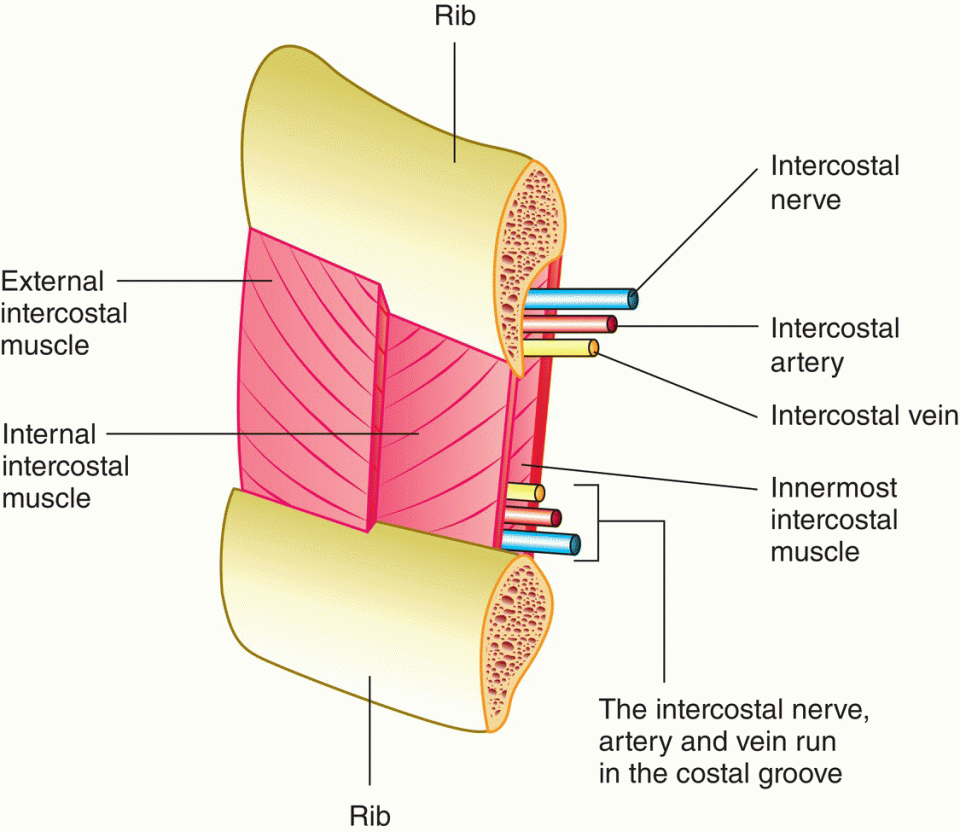 Rib
Intercostal
nerve
External
intercostal
muscle
Intercostal
artery
Intercostal vein
Internal
intercostal
muscle
Innermost
intercostal
muscle
The intercostal nerve,
artery and vein run
in the costal groove
Rib